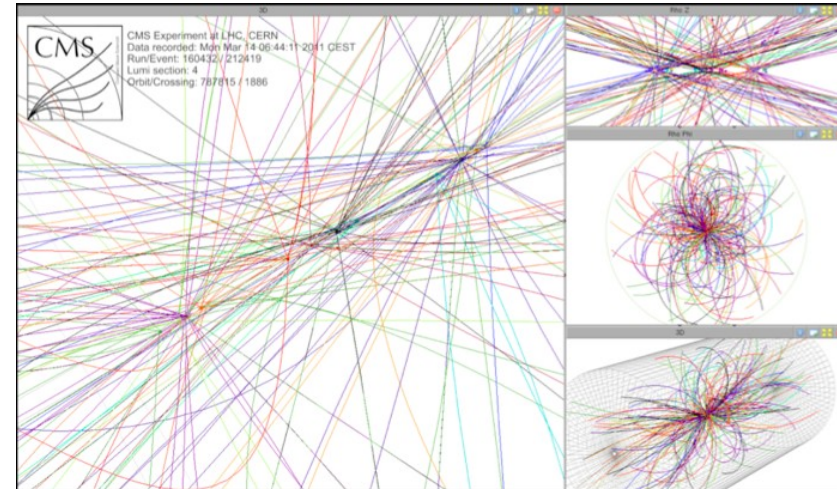 3D
CMS
CMS Experiment at LHC, CERN
Data recorded: Mon Mar 14 06:44:11 2011 CEST
Run/Event: 160432 / 212419
Lumi section: 4
Orbit/Crossing: 787815 / 1886
Rho Z
Rho Phi
3D